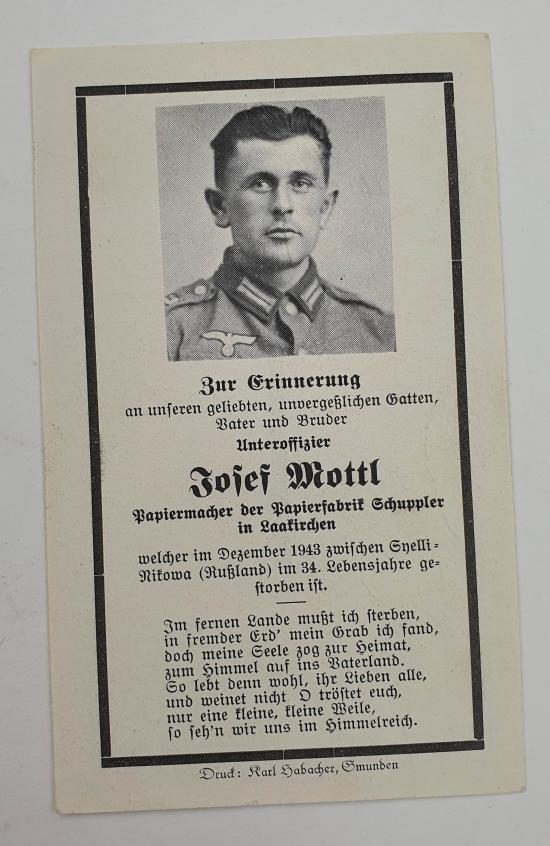 Zur Erinnerung
an unseren geliebten, unvergeßlichen Gatten,
Vater und Bruder
Unteroffizier
Josef Mottl
Papiermacher der Papierfabrik Schuppler
in Laakirchen
welcher im Dezember 1943 zwischen Snelli-
Nikowa (Rußland) im 34. Lebensjahre ge-
storben ist.
Im fernen Lande mußt ich sterben,
in fremder Erd' mein Grab ich fand,
doch meine Seele zog zur Heimat,
zum Himmel auf ins Vaterland.
So lebt denn wohl, ihr Lieben alle,
und weinet nicht O tröstet euch,
nur eine kleine, kleine Weile,
so seh'n wir uns im Himmelreich.
Druck: Karl Habacher, Gmunden